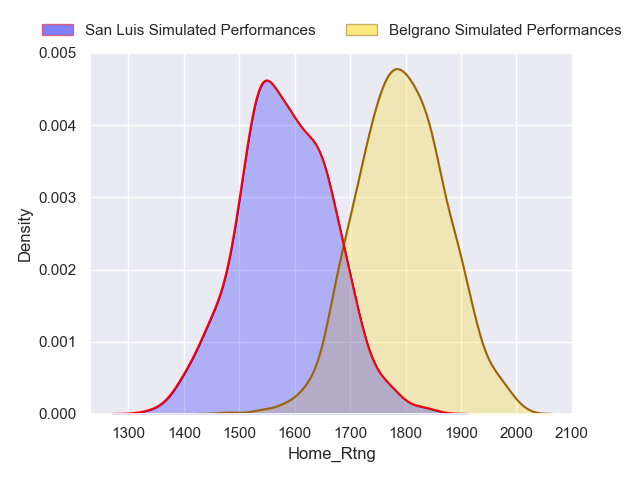 San Luis Simulated Performances Belgrano Simulated Performances
0.005
0.004
0.003
0.002
0.001
0.000
Density
1300 1400 1500 1600 1700 1800 1900 2000 2100
Home_Rtng